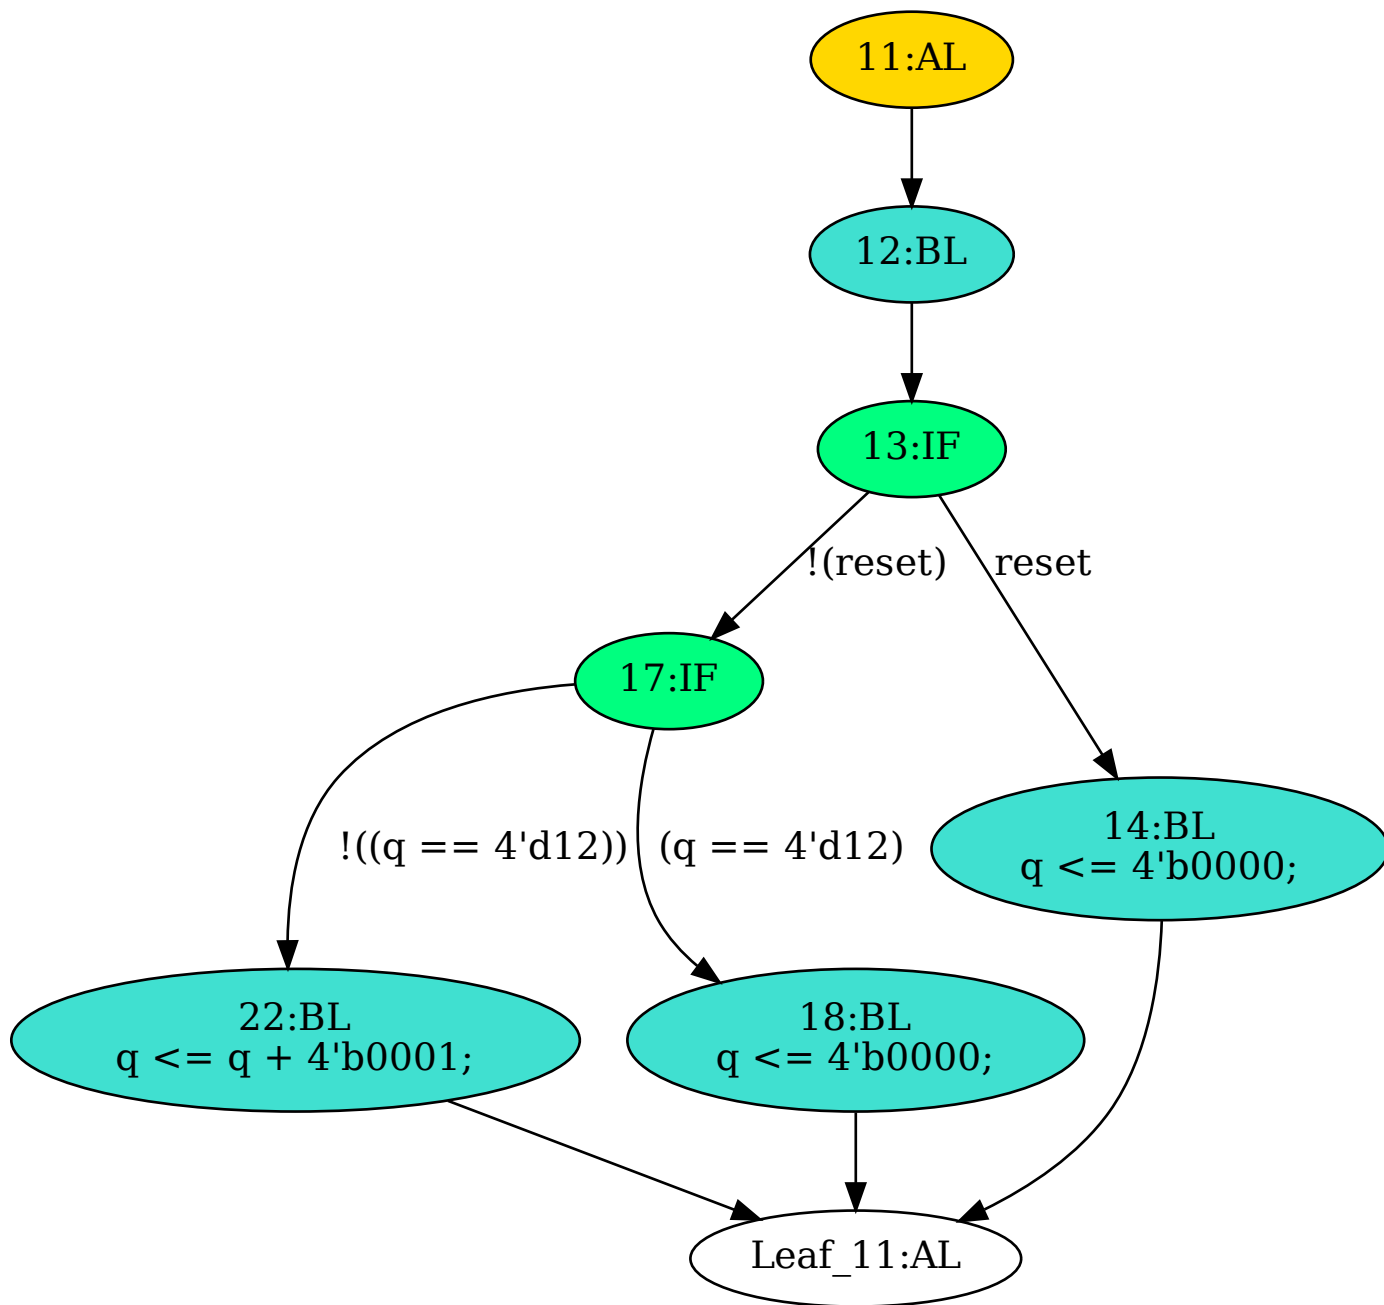 11:AL
12:BL
13:IF
!(reset)
reset
17:IF
!((q == 4'd12))
(q == 4'd12)
14:BL
q <= 4'b0000;
22:BL
q <= q + 4'b0001;
18:BL
q <= 4'b0000;
Leaf_11:AL